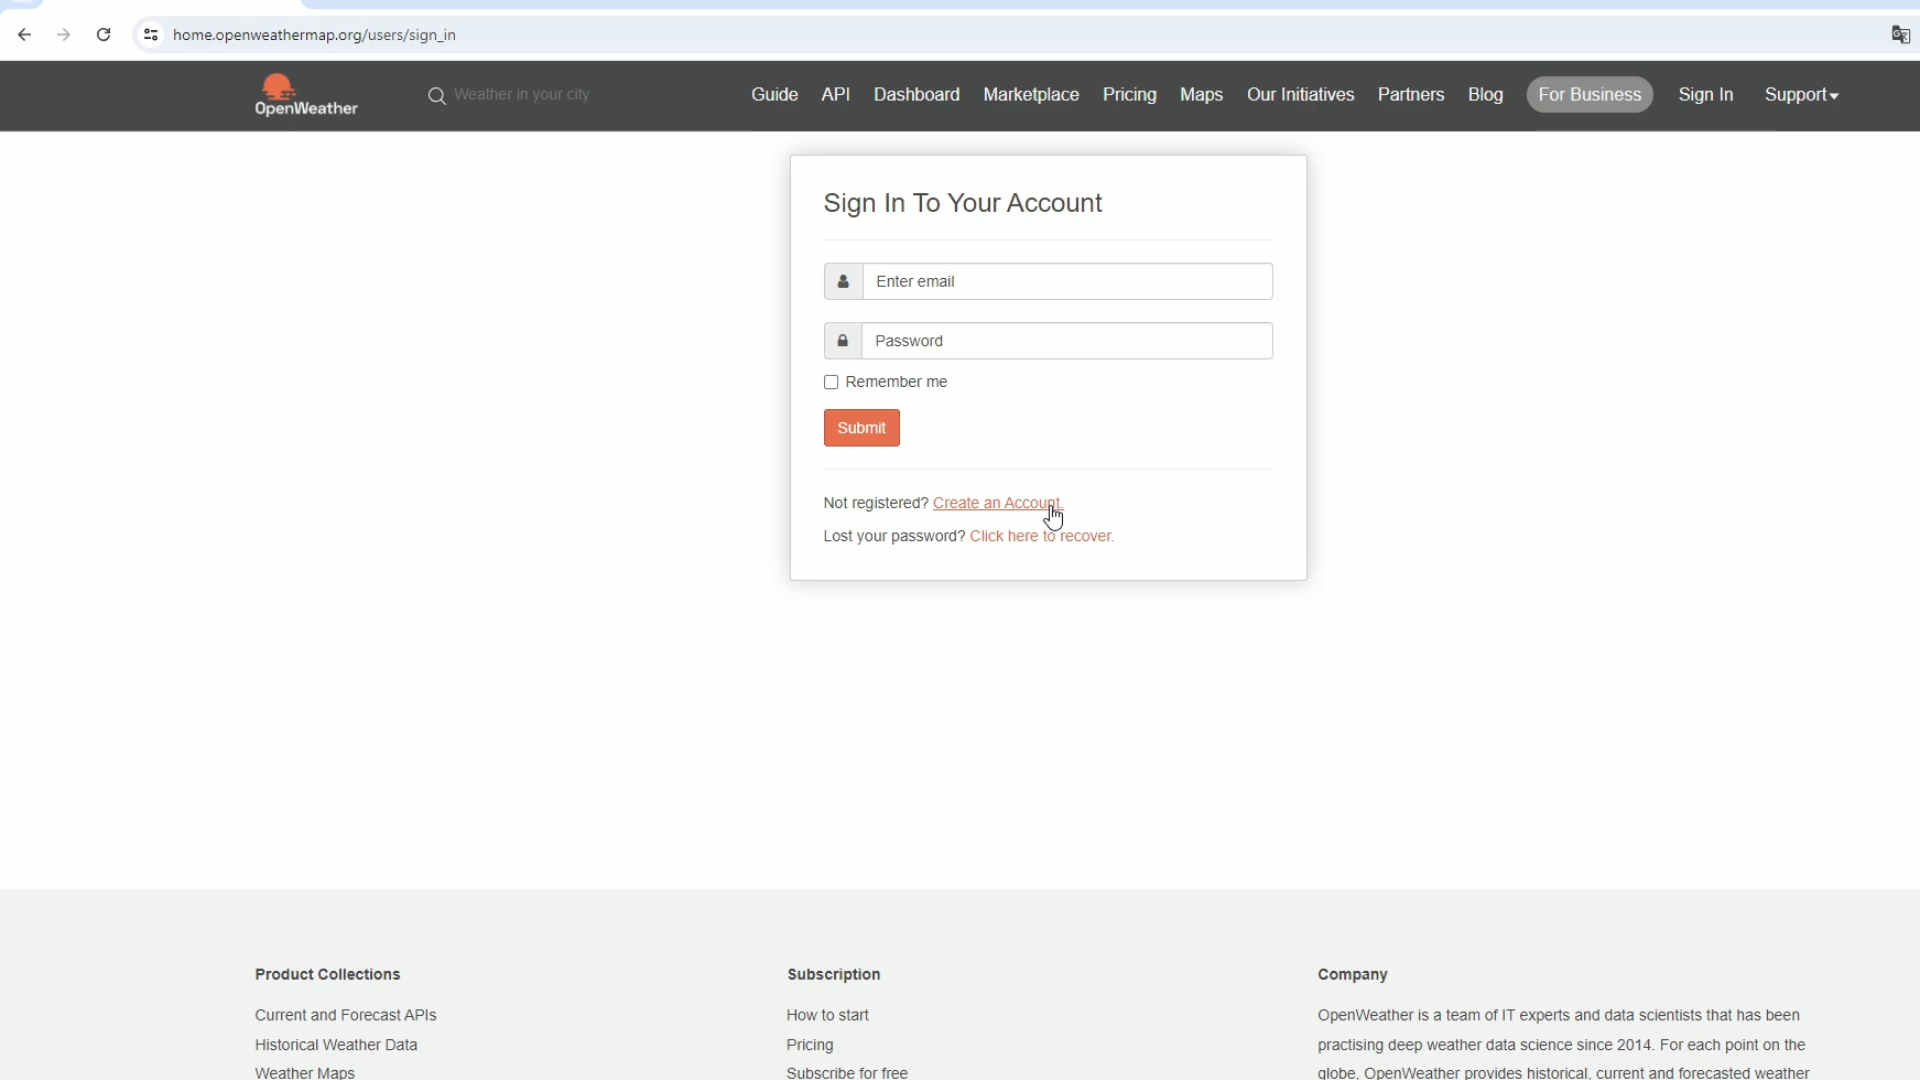 home.openweathermap.org/users/sign_in
OpenWeather
Weather in your city
Guide API Dashboard Marketplace Pricing Maps Our Initiatives Partners Blog For Business Sign In Support
Sign In To Your Account
Enter email
Password
Remember me
Submit
Not registered? Create an Account.
Lost your password? Click here to recover.
Product Collections
Current and Forecast APIs
Historical Weather Data
Weather Maps
Subscription
How to start
Pricing
Subscribe for free
Company
OpenWeather is a team of IT experts and data scientists that has been
practising deep weather data science since 2014. For each point on the
globe, OpenWeather provides historical, current and forecasted weather